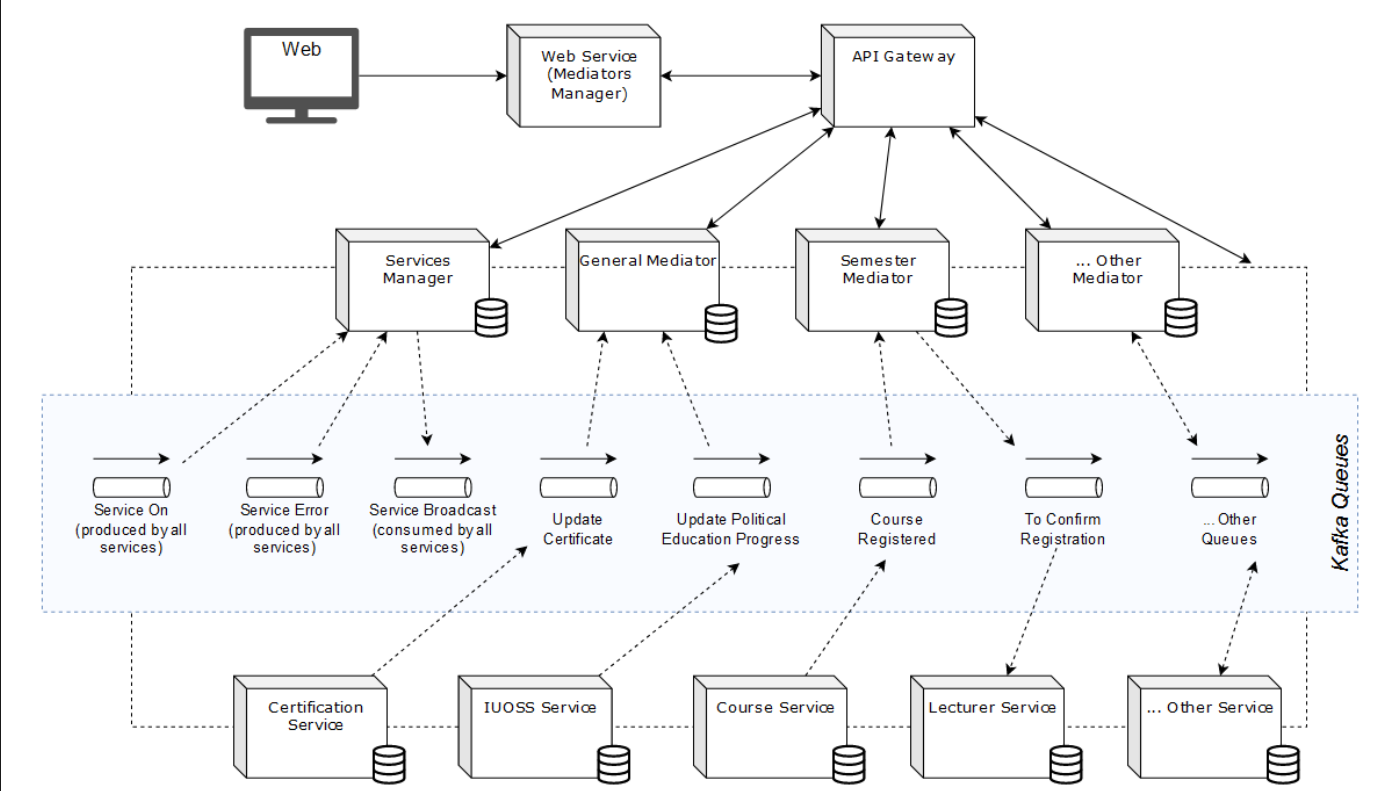 Web
Web Service
(Mediators
Manager)
API Gateway
Services
Manager
General Mediator
Semester
Mediator
... Other
Mediator
Service On
(produced by all
services)
Service Error
(produced by all
services)
Service Broadcast
(consumed by all
services)
Update
Certificate
Update Political
Education Progress
Course
Registered
To Confirm
Registration
... Other
Queues
Kafka Queues
Certification
Service
IUOSS Service
Course Service
Lecturer Service
... Other Service